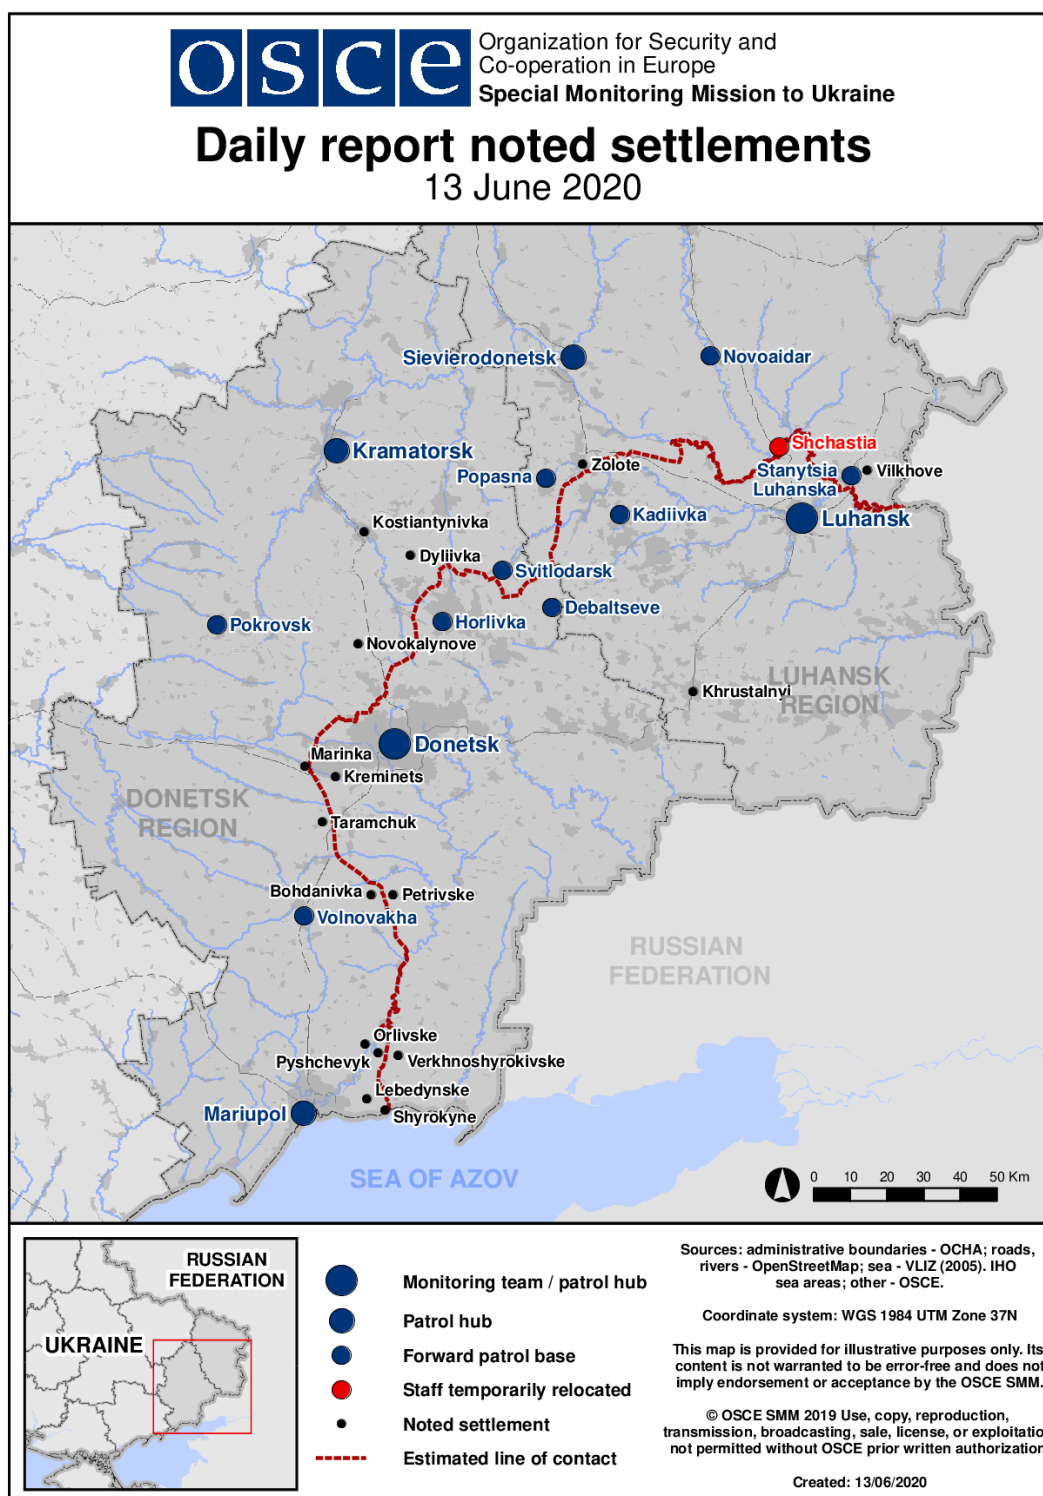 osce
Organization for Security and
Co-operation in Europe
Special Monitoring Mission to Ukraine
Daily report noted settlements
13 June 2020
Sievierodonetsk
Novoaidar
Kramatorsk
Shchastia
Zolote
Popasna
Stanytsia
Luhanska
Vilkhove
Kadiivka
Luhansk
Kostiantynivka
Dyliivka
Svitlodarsk
Debaltseve
Pokrovsk
Horlivka
Novokalynove
LUHANSK
REGION
Khrustalnyi
Donetsk
Marinka
Kreminets
DONETSK
REGION
Taramchuk
Bohdanivka
Petrivske
Volnovakha
RUSSIAN
FEDERATION
Orlivske
Pyshchevyk
Verkhnoshyrokivske
Lebedynske
Mariupol
Shyrokyne
SEA OF AZOV
0 10 20 30 40 50 Km
RUSSIAN
FEDERATION
UKRAINE
Monitoring team / patrol hub
Patrol hub
Forward patrol base
Staff temporarily relocated
Noted settlement
Estimated line of contact
Sources: administrative boundaries - OCHA; roads,
rivers - OpenStreetMap; sea - VLIZ (2005). IHO
sea areas; other - OSCE.
Coordinate system: WGS 1984 UTM Zone 37N
This map is provided for illustrative purposes only. Its
content is not warranted to be error-free and does not
imply endorsement or acceptance by the OSCE SMM.
© OSCE SMM 2019 Use, copy, reproduction,
transmission, broadcasting, sale, license, or exploitatio
not permitted without OSCE prior written authorization
Created: 13/06/2020